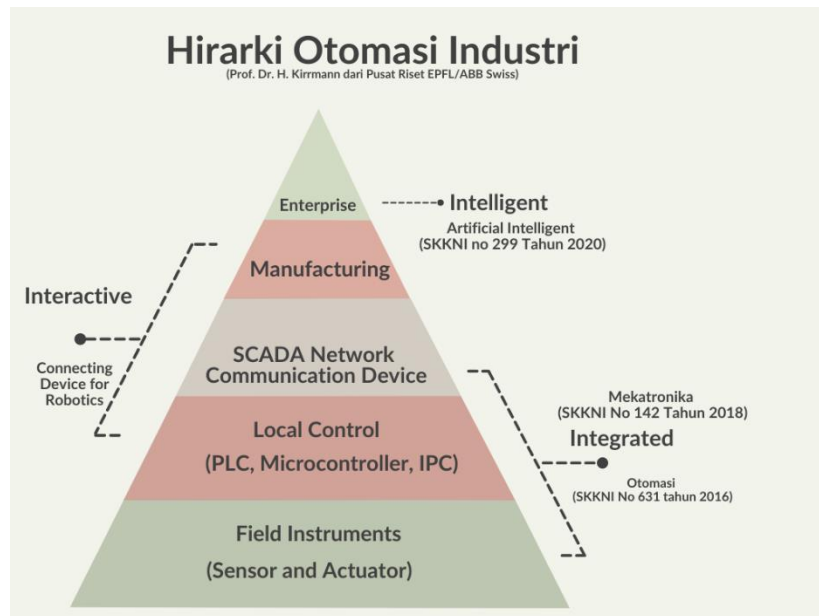 Hirarki Otomasi Industri
(Prof. Dr. H. Kirrmann dari Pusat Riset EPFL/ABB Swiss)
Enterprise
Intelligent
Artificial Intelligent
(SKKNI no 299 Tahun 2020)
Manufacturing
Interactive
Connecting
Device for
Robotics
SCADA Network
Communication Device
Mekatronika
(SKKNI No 142 Tahun 2018)
Integrated
Otomasi
(SKKNI No 631 tahun 2016)
Local Control
(PLC, Microcontroller, IPC)
Field Instruments
(Sensor and Actuator)